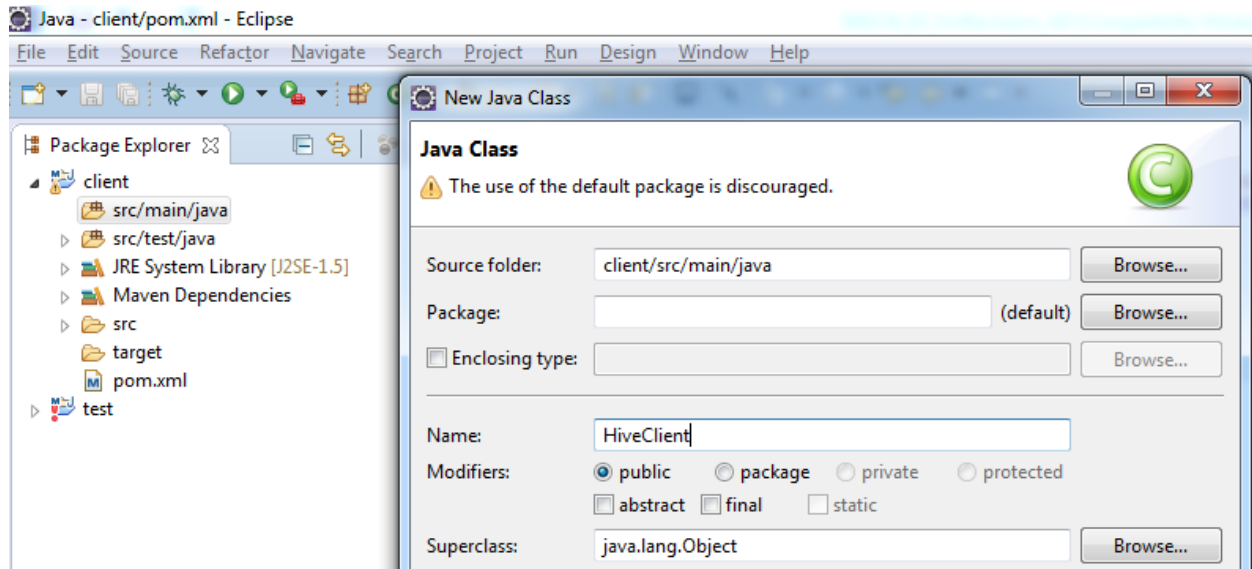 Java - client/pom.xml - Eclipse
File Edit Source Refactor Navigate Search Project Run Design Window Help
New Java Class
Package Explorer
Java Class
The use of the default package is discouraged.
client
src/main/java
src/test/java
JRE System Library [J2SE-1.5]
Maven Dependencies
src
target
pom.xml
test
Source folder: client/src/main/java Browse...
Package: (default) Browse...
Enclosing type: Browse...
Name: HiveClient
Modifiers: public package private protected
abstract final static
Superclass: java.lang.Object Browse...